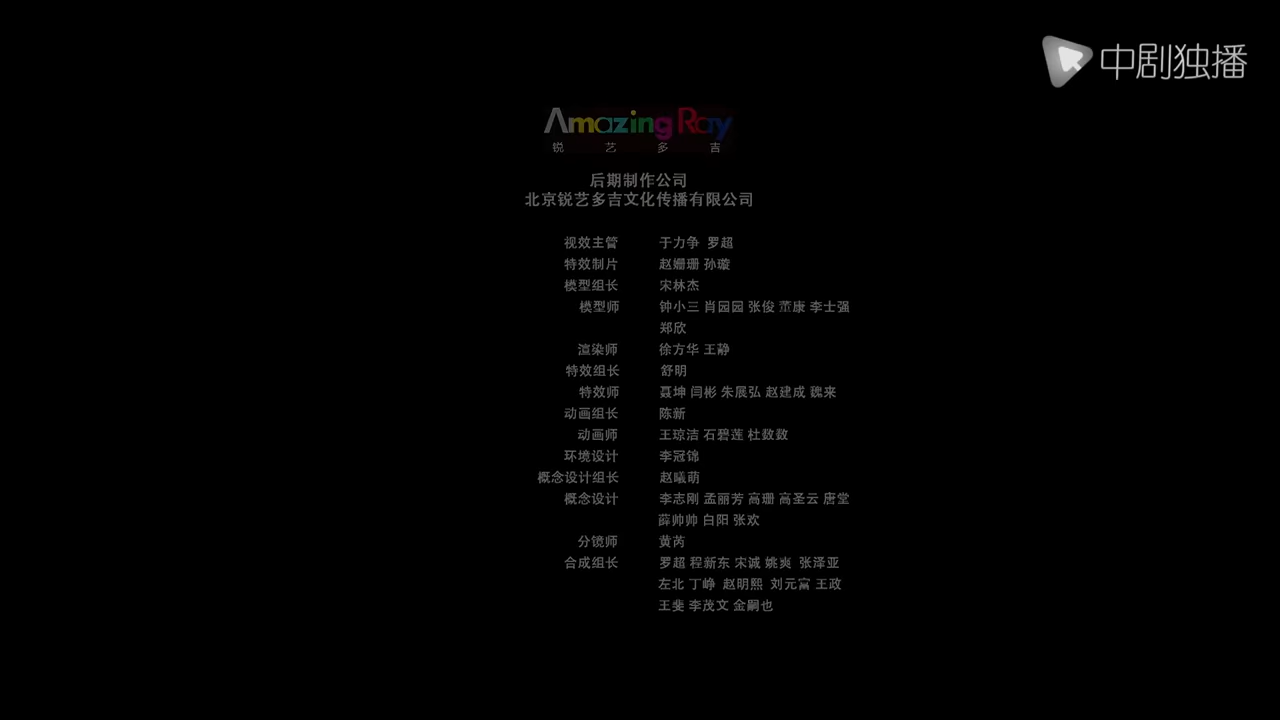 中剧独播
Amazing Ray
锐艺多吉
后期制作公司
北京锐艺多吉文化传播有限公司
视效主管 于力争 罗超
特效制片 赵姗珊 孙璇
模型组长 宋林杰
模型师 钟小三 肖园园 张俊 董康 李士强
郑欣
渲染师 徐方华 王静
特效组长 舒明
特效师 聂坤 闫彬 朱展弘 赵建成 魏来
动画组长 陈新
动画师 王琼洁 石碧莲 杜数数
环境设计 李冠锦
概念设计组长 赵曦萌
概念设计 李志刚 孟丽芳 高珊 高圣云 唐堂
薛帅帅 白阳 张欢
分镜师 黄芮
合成组长 罗超 程新东 宋诚 姚爽 张泽亚
左北 丁峥 赵明熙 刘元富 王政
王斐 李茂文 金嗣也